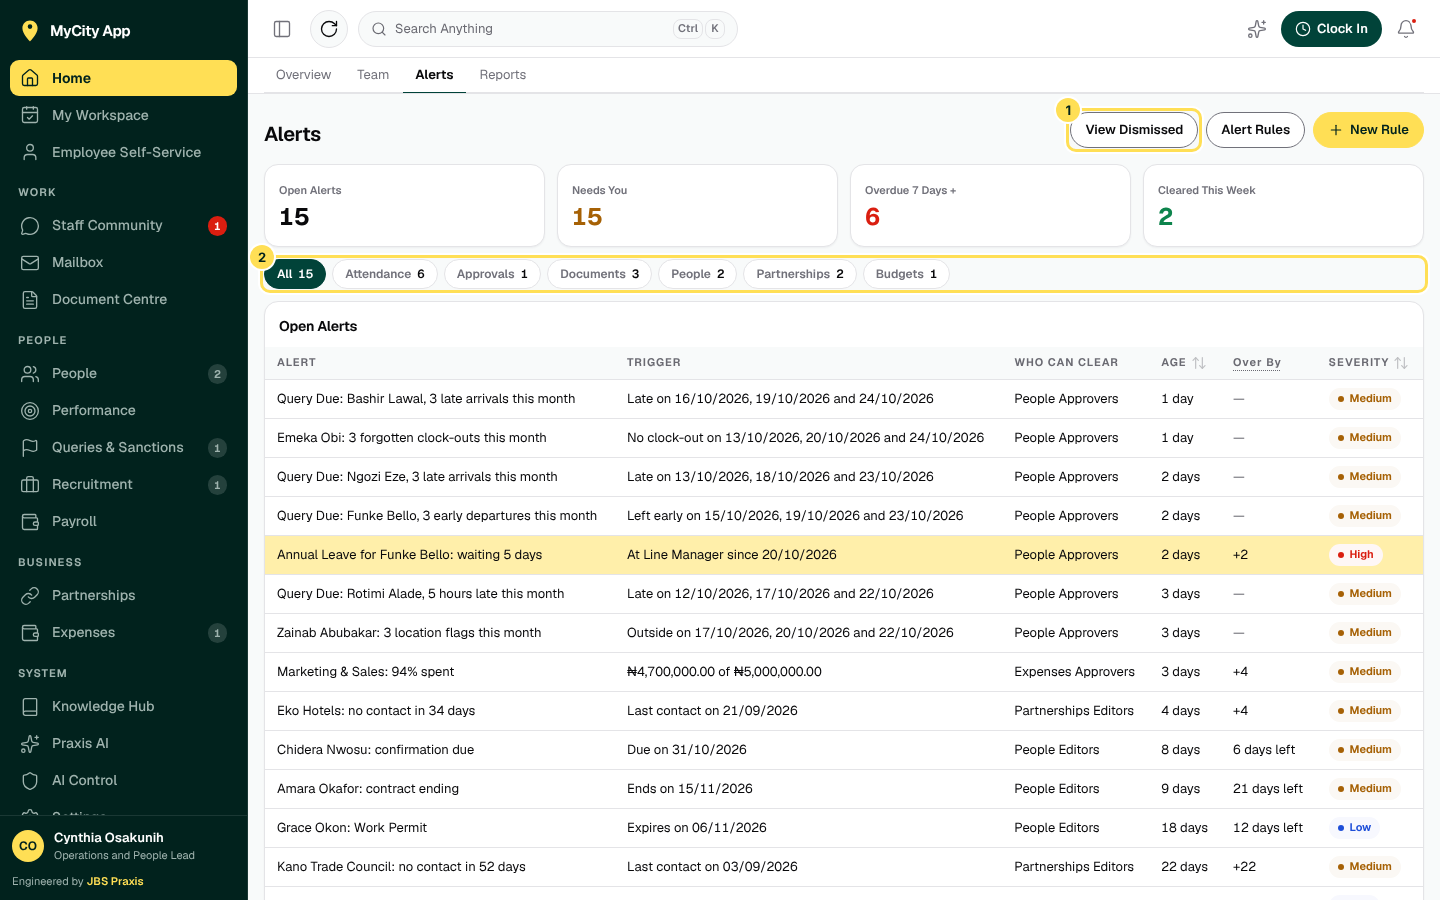 MyCity App
Home
My Workspace
Employee Self-Service
WORK
Staff Community 1
Mailbox
Document Centre
PEOPLE
People 2
Performance
Queries & Sanctions 1
Recruitment 1
Payroll
BUSINESS
Partnerships
Expenses 1
SYSTEM
Knowledge Hub
Praxis AI
AI Control
CO
Cynthia Osakunih
Operations and People Lead
Engineered by JBS Praxis
Search Anything Ctrl K
Clock In
Overview Team Alerts Reports
Alerts
1
View Dismissed
Alert Rules
New Rule
Open Alerts
15
Needs You
15
Overdue 7 Days +
6
Cleared This Week
2
2
All 15 Attendance 6 Approvals 1 Documents 3 People 2 Partnerships 2 Budgets 1
Open Alerts
ALERT TRIGGER WHO CAN CLEAR AGE Over By SEVERITY
Query Due: Bashir Lawal, 3 late arrivals this month Late on 16/10/2026, 19/10/2026 and 24/10/2026 People Approvers 1 day — Medium
Emeka Obi: 3 forgotten clock-outs this month No clock-out on 13/10/2026, 20/10/2026 and 24/10/2026 People Approvers 1 day — Medium
Query Due: Ngozi Eze, 3 late arrivals this month Late on 13/10/2026, 18/10/2026 and 23/10/2026 People Approvers 2 days — Medium
Query Due: Funke Bello, 3 early departures this month Left early on 15/10/2026, 19/10/2026 and 23/10/2026 People Approvers 2 days — Medium
Annual Leave for Funke Bello: waiting 5 days At Line Manager since 20/10/2026 People Approvers 2 days +2 High
Query Due: Rotimi Alade, 5 hours late this month Late on 12/10/2026, 17/10/2026 and 22/10/2026 People Approvers 3 days — Medium
Zainab Abubakar: 3 location flags this month Outside on 17/10/2026, 20/10/2026 and 22/10/2026 People Approvers 3 days — Medium
Marketing & Sales: 94% spent ₦4,700,000.00 of ₦5,000,000.00 Expenses Approvers 3 days +4 Medium
Eko Hotels: no contact in 34 days Last contact on 21/09/2026 Partnerships Editors 4 days +4 Medium
Chidera Nwosu: confirmation due Due on 31/10/2026 People Editors 8 days 6 days left Medium
Amara Okafor: contract ending Ends on 15/11/2026 People Editors 9 days 21 days left Medium
Grace Okon: Work Permit Expires on 06/11/2026 People Editors 18 days 12 days left Low
Kano Trade Council: no contact in 52 days Last contact on 03/09/2026 Partnerships Editors 22 days +22 Medium